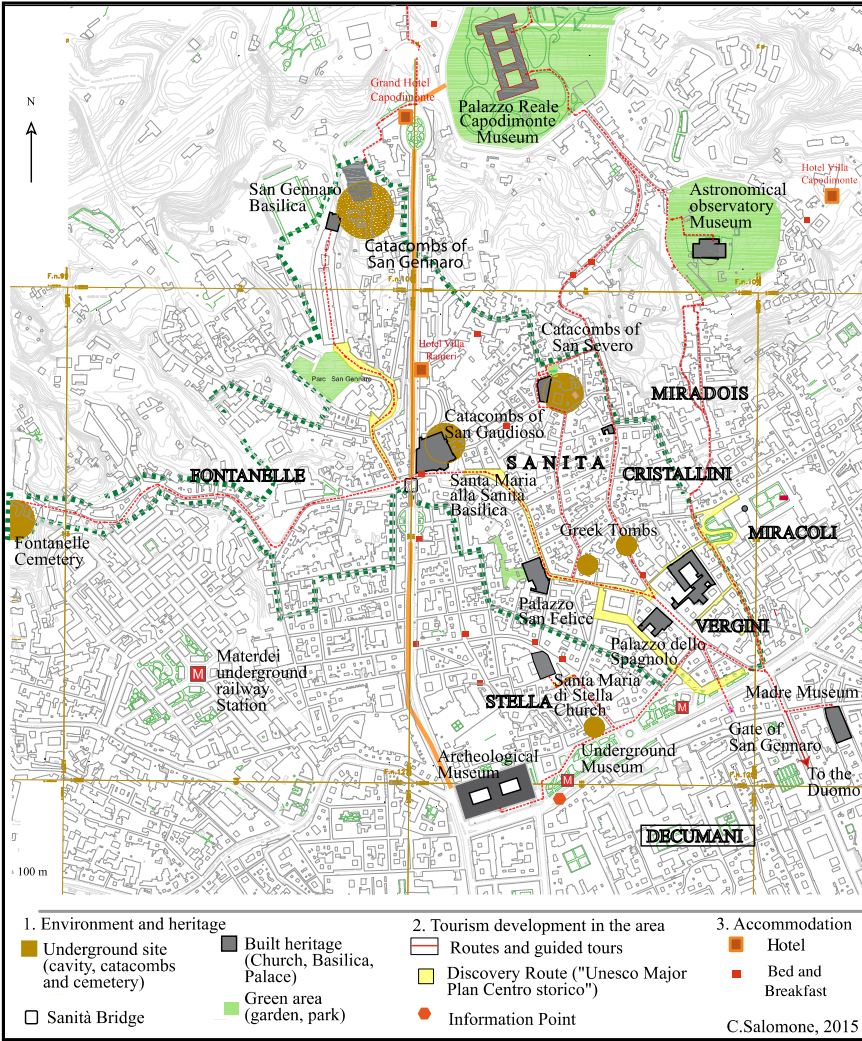 N
Grand Hotel
Capodimonte
Palazzo Reale
Capodimonte
Museum
San Gennaro
Basilica
Catacombs of
San Gennaro
Hotel Villa
Capodimonte
Astronomical
observatory
Museum
Hotel Villa
Ranieri
Catacombs of
San Severo
Parc San Gennaro
MIRADOIS
Catacombs of
San Gaudioso
SANITA
CRISTALLINI
FONTANELLE
Santa Maria
alla Sanita
Basilica
Fontanelle
Cemetery
Greek Tombs
MIRACOLI
Palazzo
San Felice
VERGINI
Palazzo dello
Spagnolo
Materdei
underground
railway
Station
M
STELLA
Santa Maria
di Stella
Church
M
Madre Museum
Gate of
San Gennaro
Archeological
Museum
Underground
Museum
M
To the
Duomo
DECUMANI
100 m
1. Environment and heritage
Underground site
(cavity, catacombs
and cemetery)
Sanità Bridge
Built heritage
(Church, Basilica,
Palace)
Green area
(garden, park)
2. Tourism development in the area
Routes and guided tours
Discovery Route ("Unesco Major
Plan Centro storico")
Information Point
3. Accommodation
Hotel
Bed and
Breakfast
C.Salomone, 2015